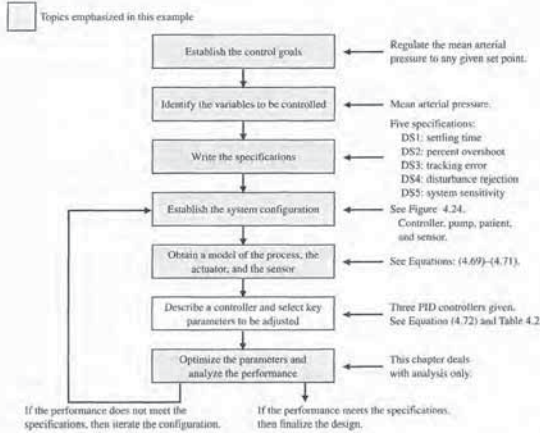 Topics emphasized in this example
Establish the control goals
Regulate the mean arterial
pressure to any given set point.
Identify the variables to be controlled
Mean arterial pressure.
Write the specifications
Five specifications:
DS1: settling time
DS2: percent overshoot
DS3: tracking error
DS4: disturbance rejection
DS5: system sensitivity
Establish the system configuration
See Figure 4.24.
Controller, pump, patient,
and sensor.
Obtain a model of the process, the
actuator, and the sensor
See Equations: (4.69)–(4.71).
Describe a controller and select key
parameters to be adjusted
Three PID controllers given.
See Equation (4.72) and Table 4.2
Optimize the parameters and
analyze the performance
This chapter deals
with analysis only.
If the performance does not meet the
specifications, then iterate the configuration.
If the performance meets the specifications,
then finalize the design.